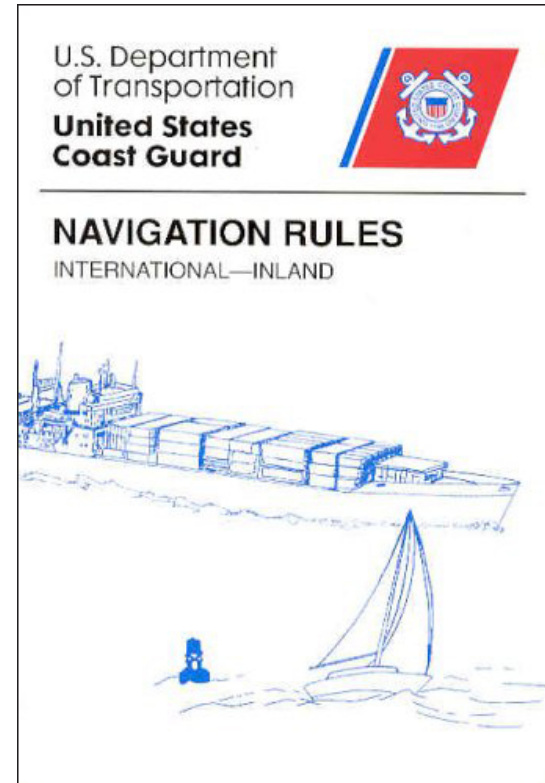 U.S. Department
of Transportation
United States
Coast Guard
NAVIGATION RULES
INTERNATIONAL—INLAND